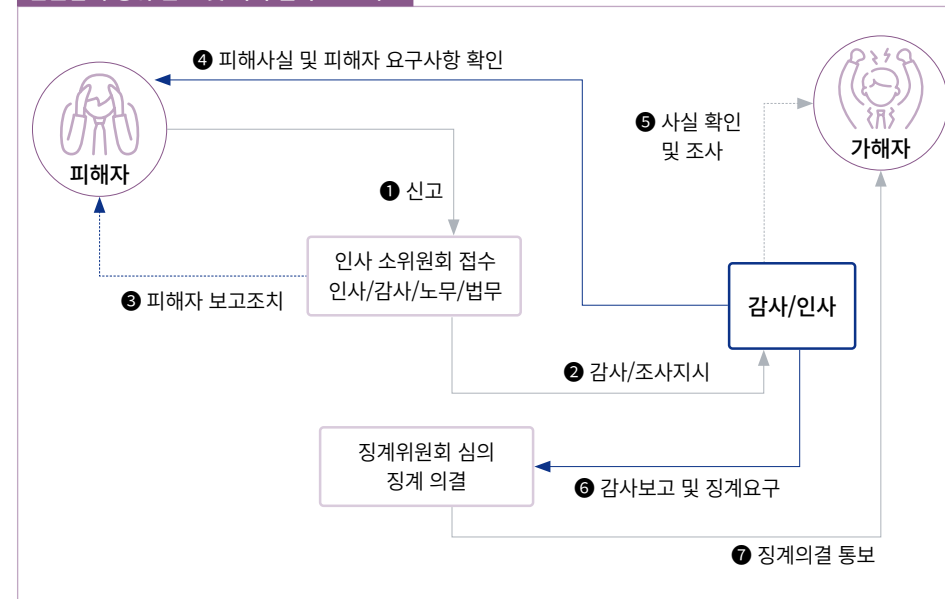 ❹ 피해사실 및 피해자 요구사항 확인
❺ 사실 확인
및 조사
피해자
가해자
❶ 신고
인사 소위원회 접수
인사/감사/노무/법무
❸ 피해자 보고조치
감사/인사
❷ 감사/조사지시
징계위원회 심의
징계 의결
❻ 감사보고 및 징계요구
❼ 징계의결 통보